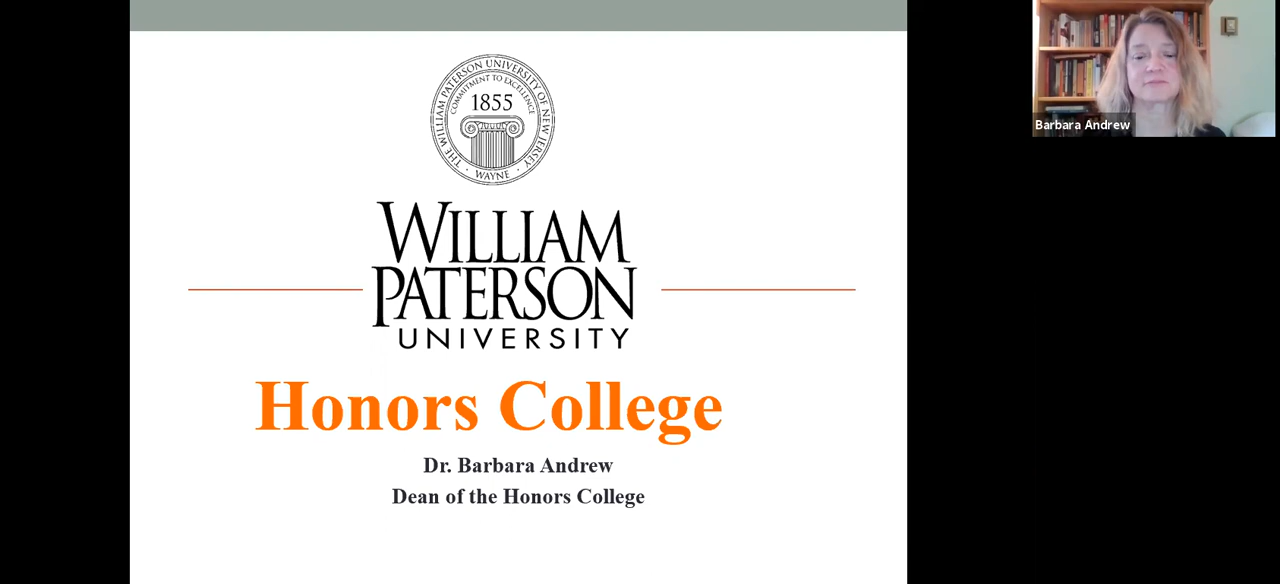 THE WILLIAM PATERSON UNIVERSITY OF NEW JERSEY
COMMITMENT TO EXCELLENCE
1855
· WAYNE ·
WILLIAM
PATERSON
UNIVERSITY
Honors College
Dr. Barbara Andrew
Dean of the Honors College
Barbara Andrew